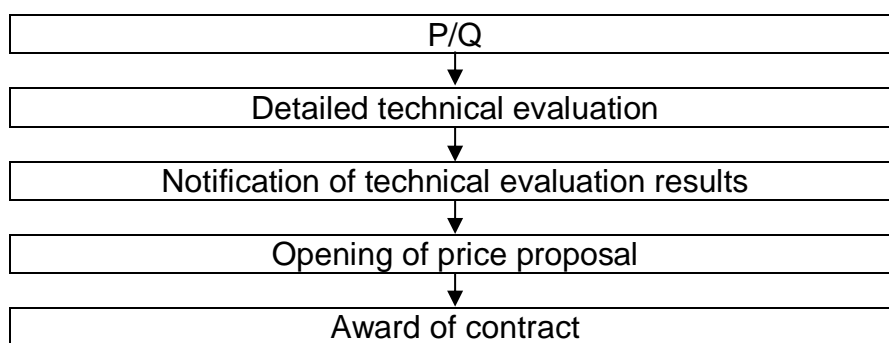 P/Q
Detailed technical evaluation
Notification of technical evaluation results
Opening of price proposal
Award of contract